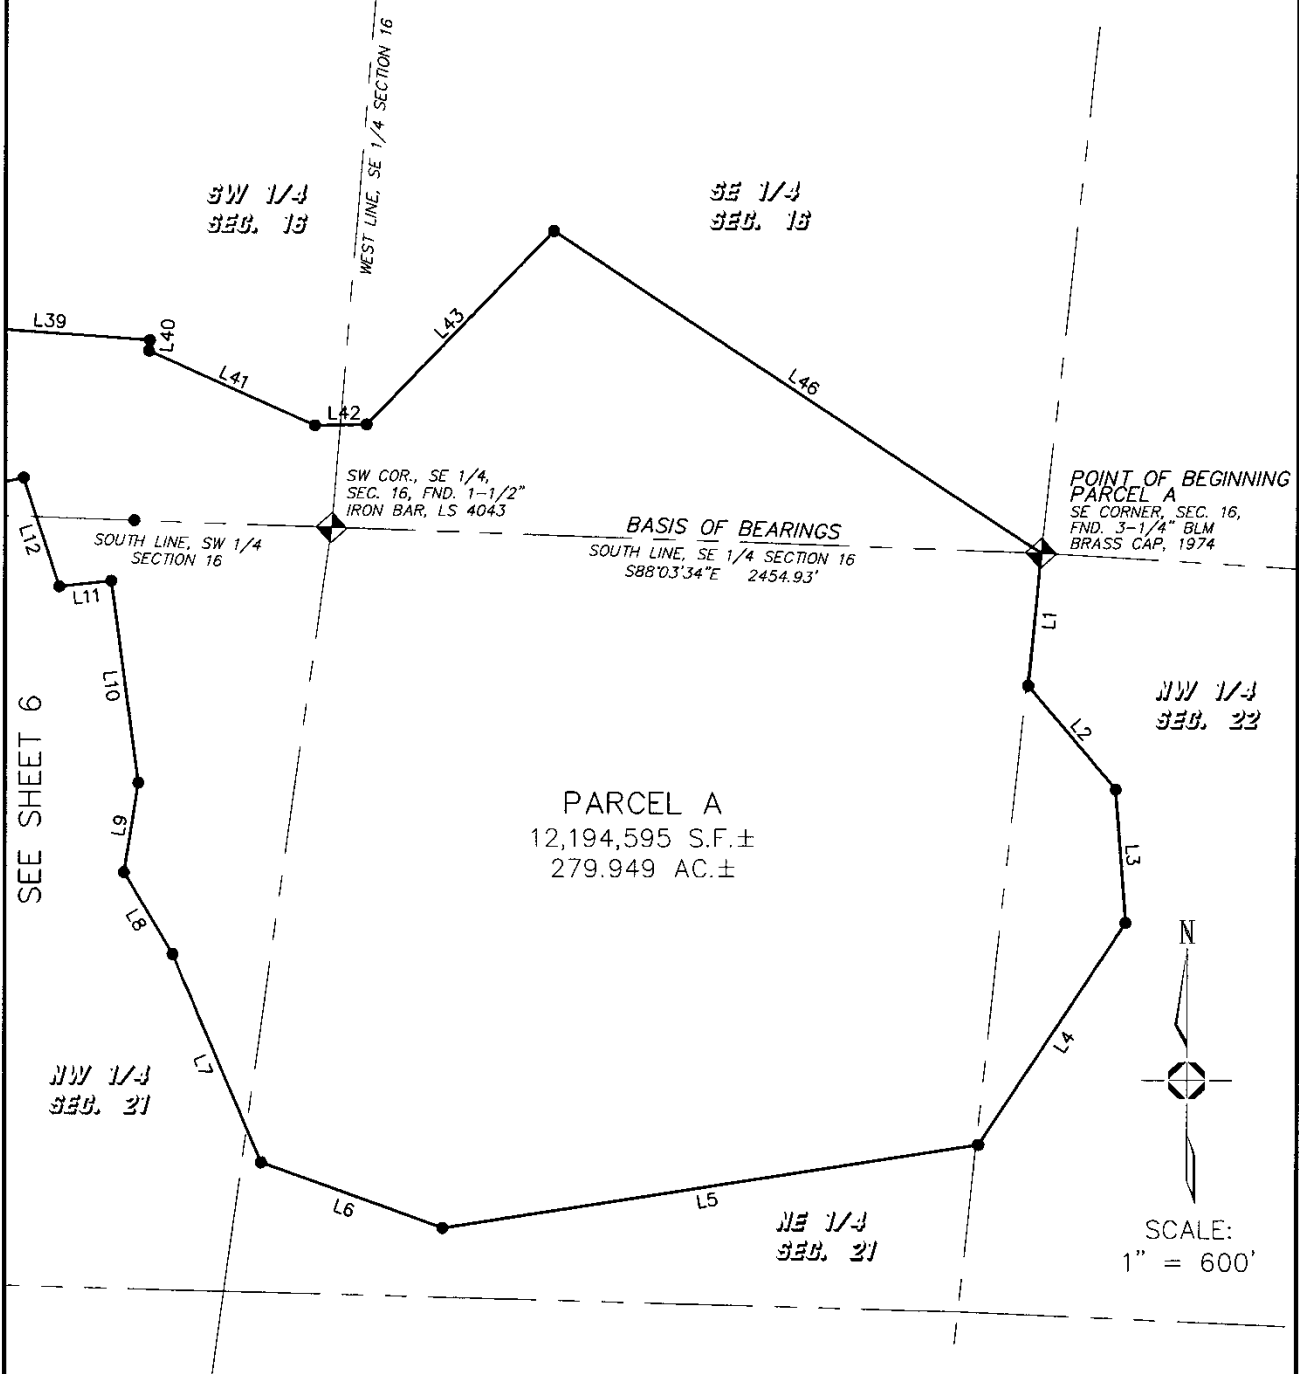 WEST LINE, SE 1/4 SECTION 16
SW 1/4
SEC. 16
SE 1/4
SEC. 16
L39
L40
L41
L42
L43
L46
SW COR., SE 1/4,
SEC. 16, FND. 1-1/2"
IRON BAR, LS 4043
POINT OF BEGINNING
PARCEL A
SE CORNER, SEC. 16,
FND. 3-1/4" BLM
BRASS CAP, 1974
BASIS OF BEARINGS
SOUTH LINE, SE 1/4 SECTION 16
S88°03'34"E 2454.93'
SOUTH LINE, SW 1/4
SECTION 16
L12
L11
L1
L10
L2
NW 1/4
SEC. 22
SEE SHEET 6
PARCEL A
12,194,595 S.F.±
279.949 AC.±
L9
L3
L8
N
L7
L4
NW 1/4
SEC. 21
L6
L5
NE 1/4
SEC. 21
SCALE:
1" = 600'